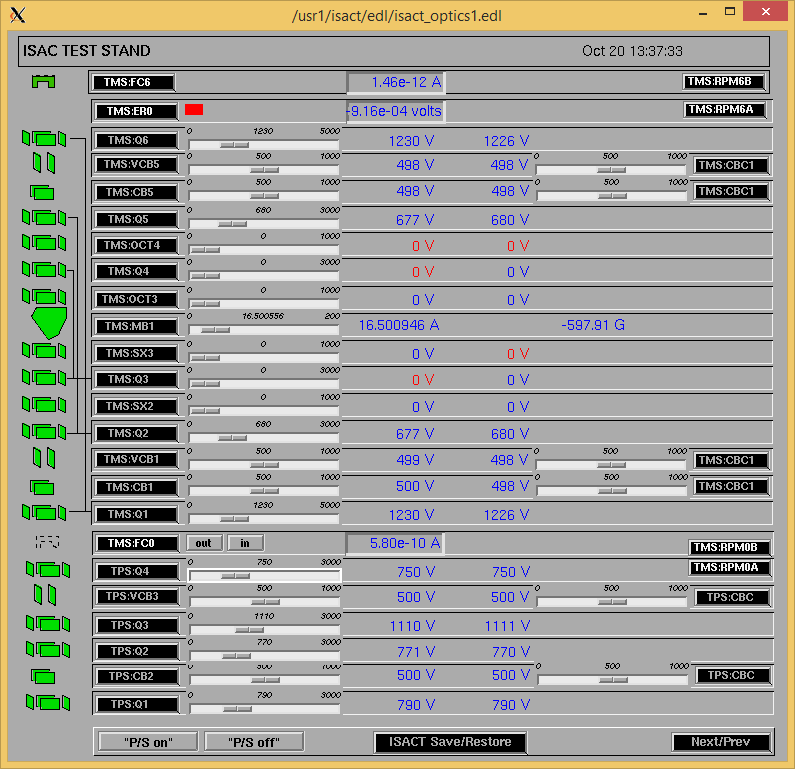 /usr1/isact/edl/isact_optics1.edl
ISAC TEST STAND Oct 20 13:37:33
TMS:FC6 1.46e-12 A TMS:RPM6B
TMS:ER0 -9.16e-04 volts TMS:RPM6A
TMS:Q6 0 1230 5000 1230 V 1226 V
TMS:VCB5 0 500 1000 498 V 498 V 0 500 1000 TMS:CBC1
TMS:CB5 0 500 1000 498 V 498 V 0 500 1000 TMS:CBC1
TMS:Q5 0 680 3000 677 V 680 V
TMS:OCT4 0 0 1000 0 V 0 V
TMS:Q4 0 0 3000 0 V 0 V
TMS:OCT3 0 0 1000 0 V 0 V
TMS:MB1 0 16.500556 200 16.500946 A -597.91 G
TMS:SX3 0 0 1000 0 V 0 V
TMS:Q3 0 0 3000 0 V 0 V
TMS:SX2 0 0 1000 0 V 0 V
TMS:Q2 0 680 3000 677 V 680 V
TMS:VCB1 0 500 1000 499 V 498 V 0 500 1000 TMS:CBC1
TMS:CB1 0 500 1000 500 V 498 V 0 500 1000 TMS:CBC1
TMS:Q1 0 1230 5000 1230 V 1226 V
TMS:FC0 out in 5.80e-10 A TMS:RPM0B
TPS:Q4 0 750 3000 750 V 750 V TMS:RPM0A
TPS:VCB3 0 500 1000 500 V 500 V 0 500 1000 TPS:CBC
TPS:Q3 0 1110 3000 1110 V 1111 V
TPS:Q2 0 770 3000 771 V 770 V
TPS:CB2 0 500 1000 500 V 500 V 0 500 1000 TPS:CBC
TPS:Q1 0 790 3000 790 V 790 V
"P/S on" "P/S off" ISACT Save/Restore Next/Prev